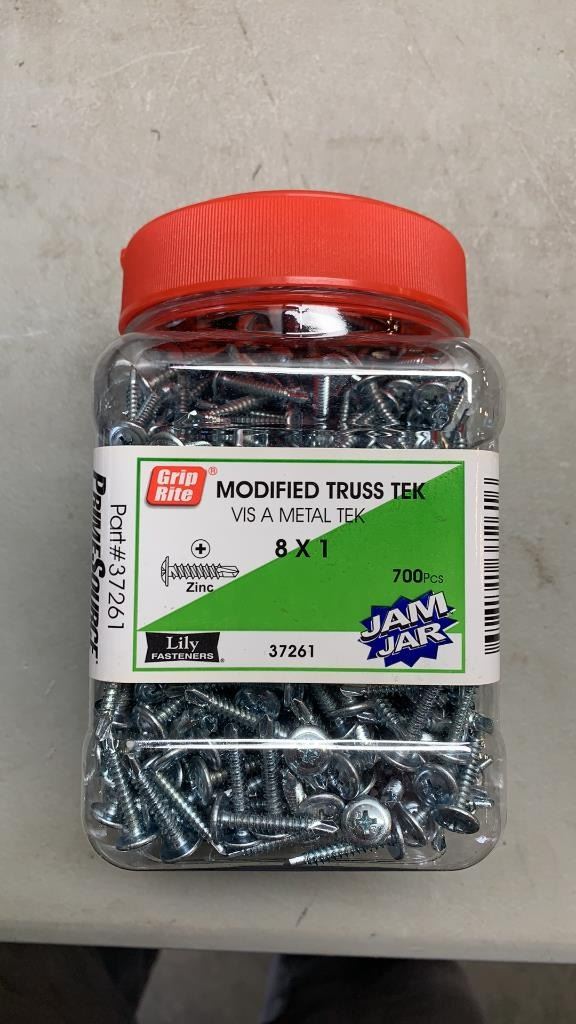 Grip
Rite®
MODIFIED TRUSS TEK
VIS A METAL TEK
8 X 1
Zinc
700Pcs
JAM
JAR
Lily
FASTENERS
37261
PRIMESOURCE
Part#37261